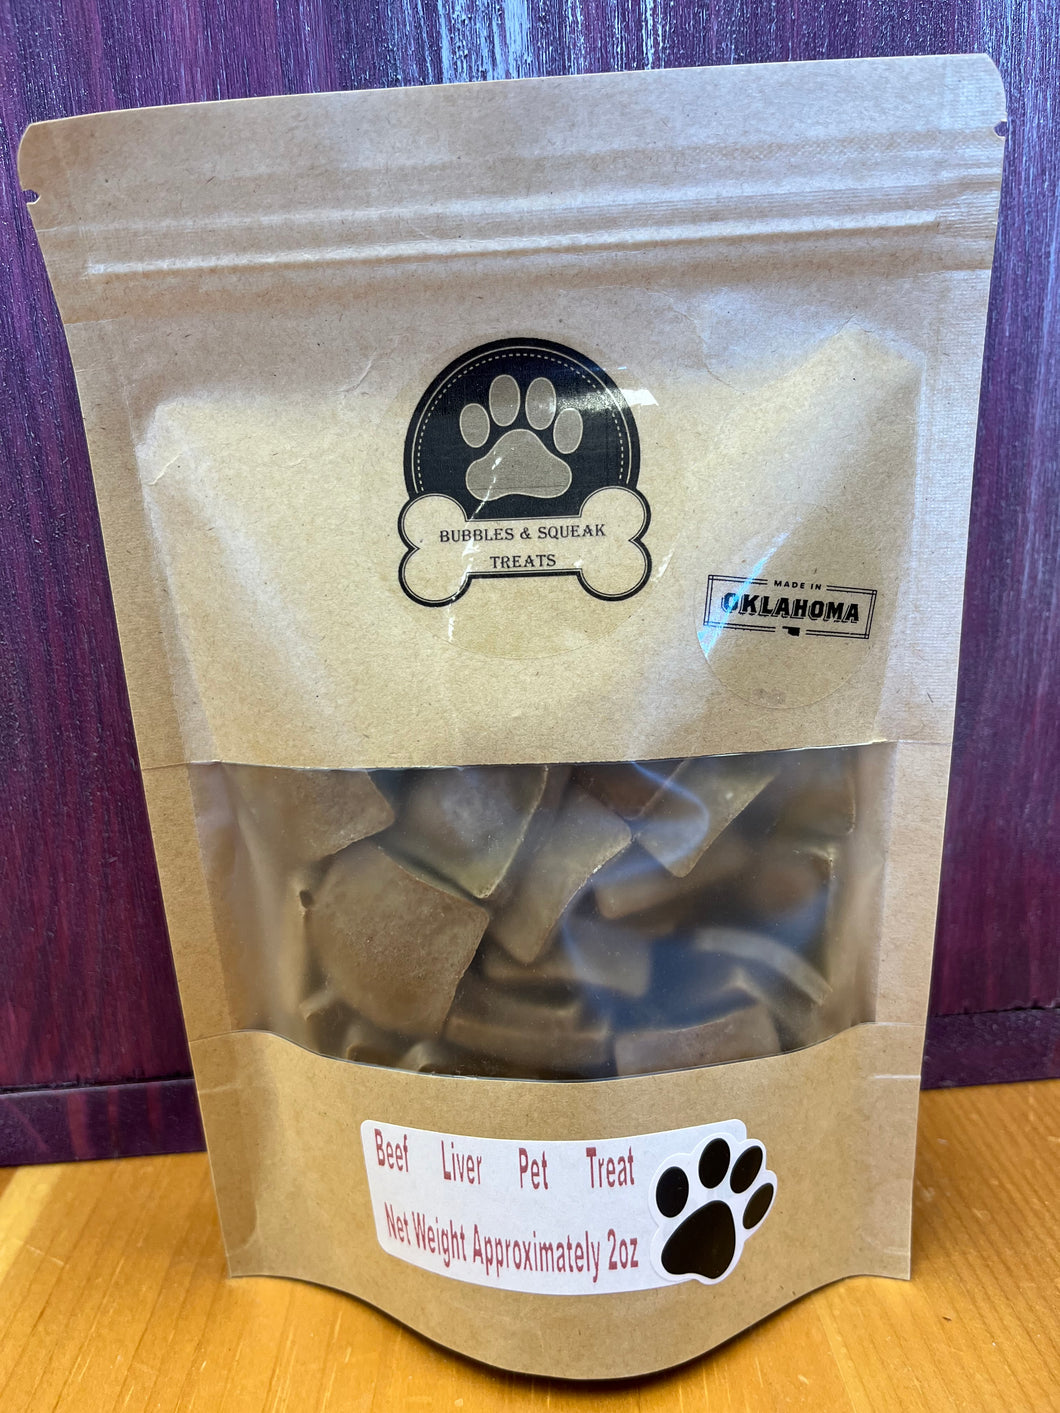 BUBBLES & SQUEAK
TREATS
MADE IN
OKLAHOMA
Beef Liver Pet Treat
Net Weight Approximately 2oz